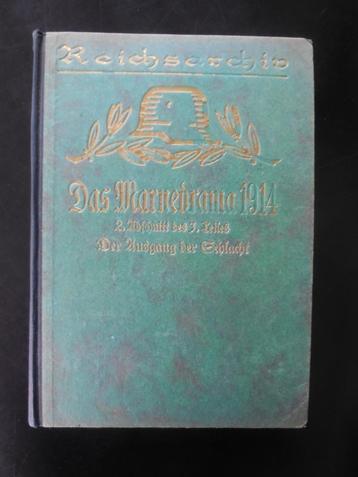 Reichsarchiv
Das Marnedrama 1914
2. Abschnitt des 3. Teiles
Der Ausgang der Schlacht